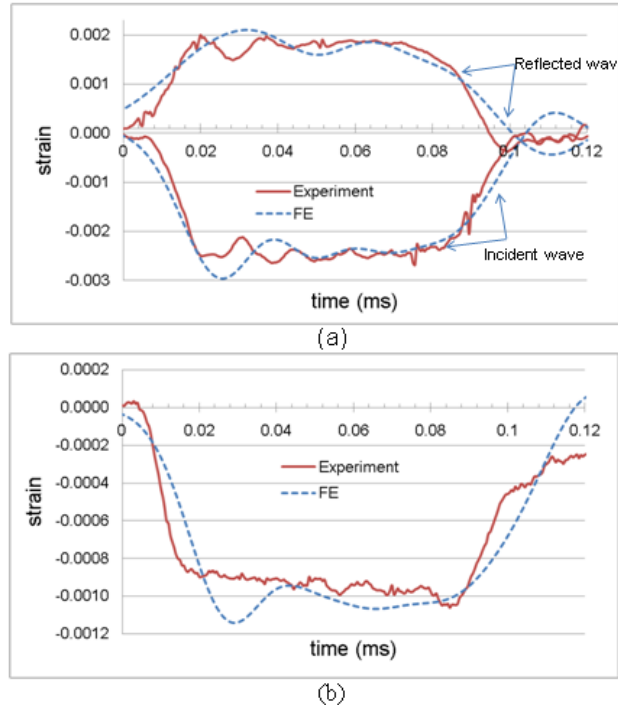 0.002
0.001
0.000
-0.001
-0.002
-0.003
0 0.02 0.04 0.06 0.08 0.1 0.12
strain
Reflected wave
Experiment
FE
Incident wave
time (ms)
(a)
0.0002
0.0000
-0.0002
-0.0004
-0.0006
-0.0008
-0.0010
-0.0012
0 0.02 0.04 0.06 0.08 0.1 0.12
strain
Experiment
FE
time (ms)
(b)